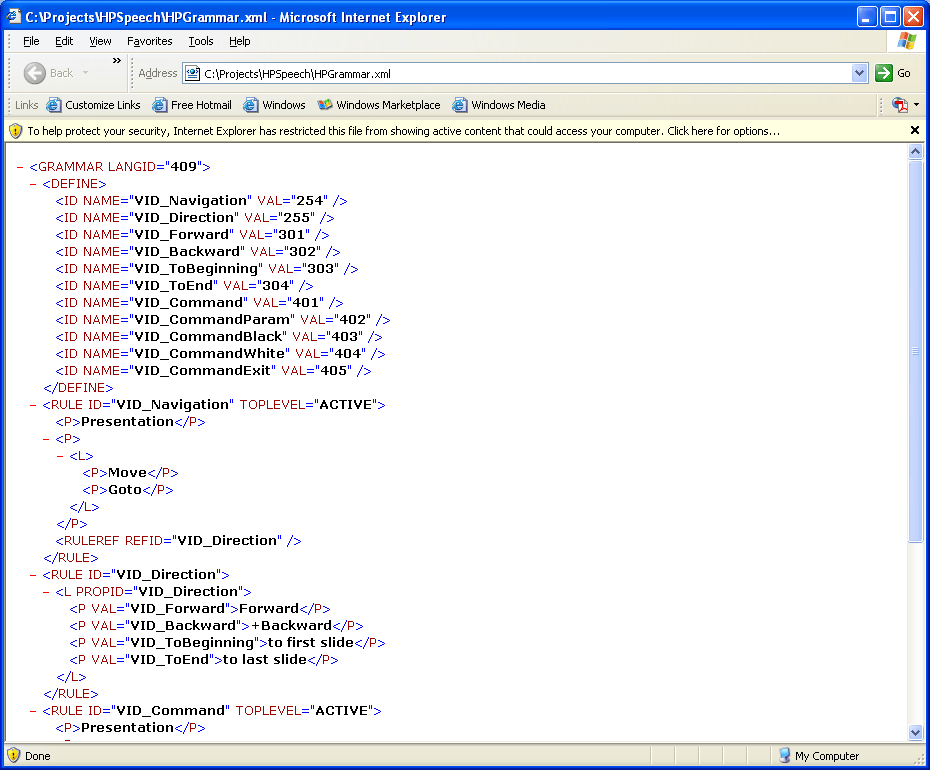 C:\Projects\HPSpeech\HPGrammar.xml - Microsoft Internet Explorer
File Edit View Favorites Tools Help
Back » Address C:\Projects\HPSpeech\HPGrammar.xml Go
Links Customize Links Free Hotmail Windows Windows Marketplace Windows Media
To help protect your security, Internet Explorer has restricted this file from showing active content that could access your computer. Click here for options...
- <GRAMMAR LANGID="409">
- <DEFINE>
<ID NAME="VID_Navigation" VAL="254" />
<ID NAME="VID_Direction" VAL="255" />
<ID NAME="VID_Forward" VAL="301" />
<ID NAME="VID_Backward" VAL="302" />
<ID NAME="VID_ToBeginning" VAL="303" />
<ID NAME="VID_ToEnd" VAL="304" />
<ID NAME="VID_Command" VAL="401" />
<ID NAME="VID_CommandParam" VAL="402" />
<ID NAME="VID_CommandBlack" VAL="403" />
<ID NAME="VID_CommandWhite" VAL="404" />
<ID NAME="VID_CommandExit" VAL="405" />
</DEFINE>
- <RULE ID="VID_Navigation" TOPLEVEL="ACTIVE">
<P>Presentation</P>
- <P>
- <L>
<P>Move</P>
<P>Goto</P>
</L>
</P>
<RULEREF REFID="VID_Direction" />
</RULE>
- <RULE ID="VID_Direction">
- <L PROPID="VID_Direction">
<P VAL="VID_Forward">Forward</P>
<P VAL="VID_Backward">+Backward</P>
<P VAL="VID_ToBeginning">to first slide</P>
<P VAL="VID_ToEnd">to last slide</P>
</L>
</RULE>
- <RULE ID="VID_Command" TOPLEVEL="ACTIVE">
<P>Presentation</P>
Done My Computer